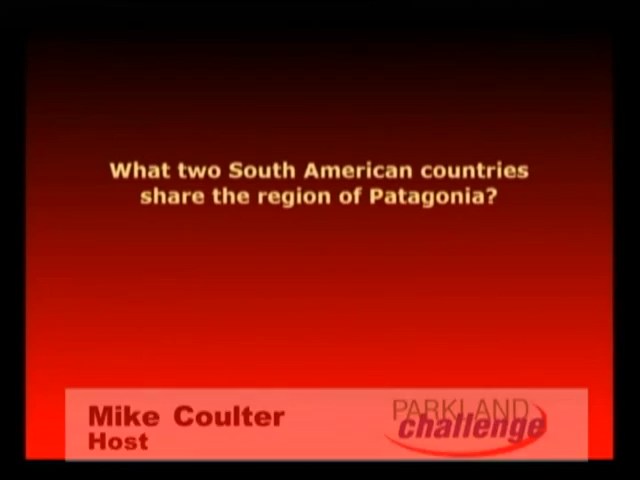 What two South American countries
share the region of Patagonia?
Mike Coulter
Host
PARKLAND
challenge